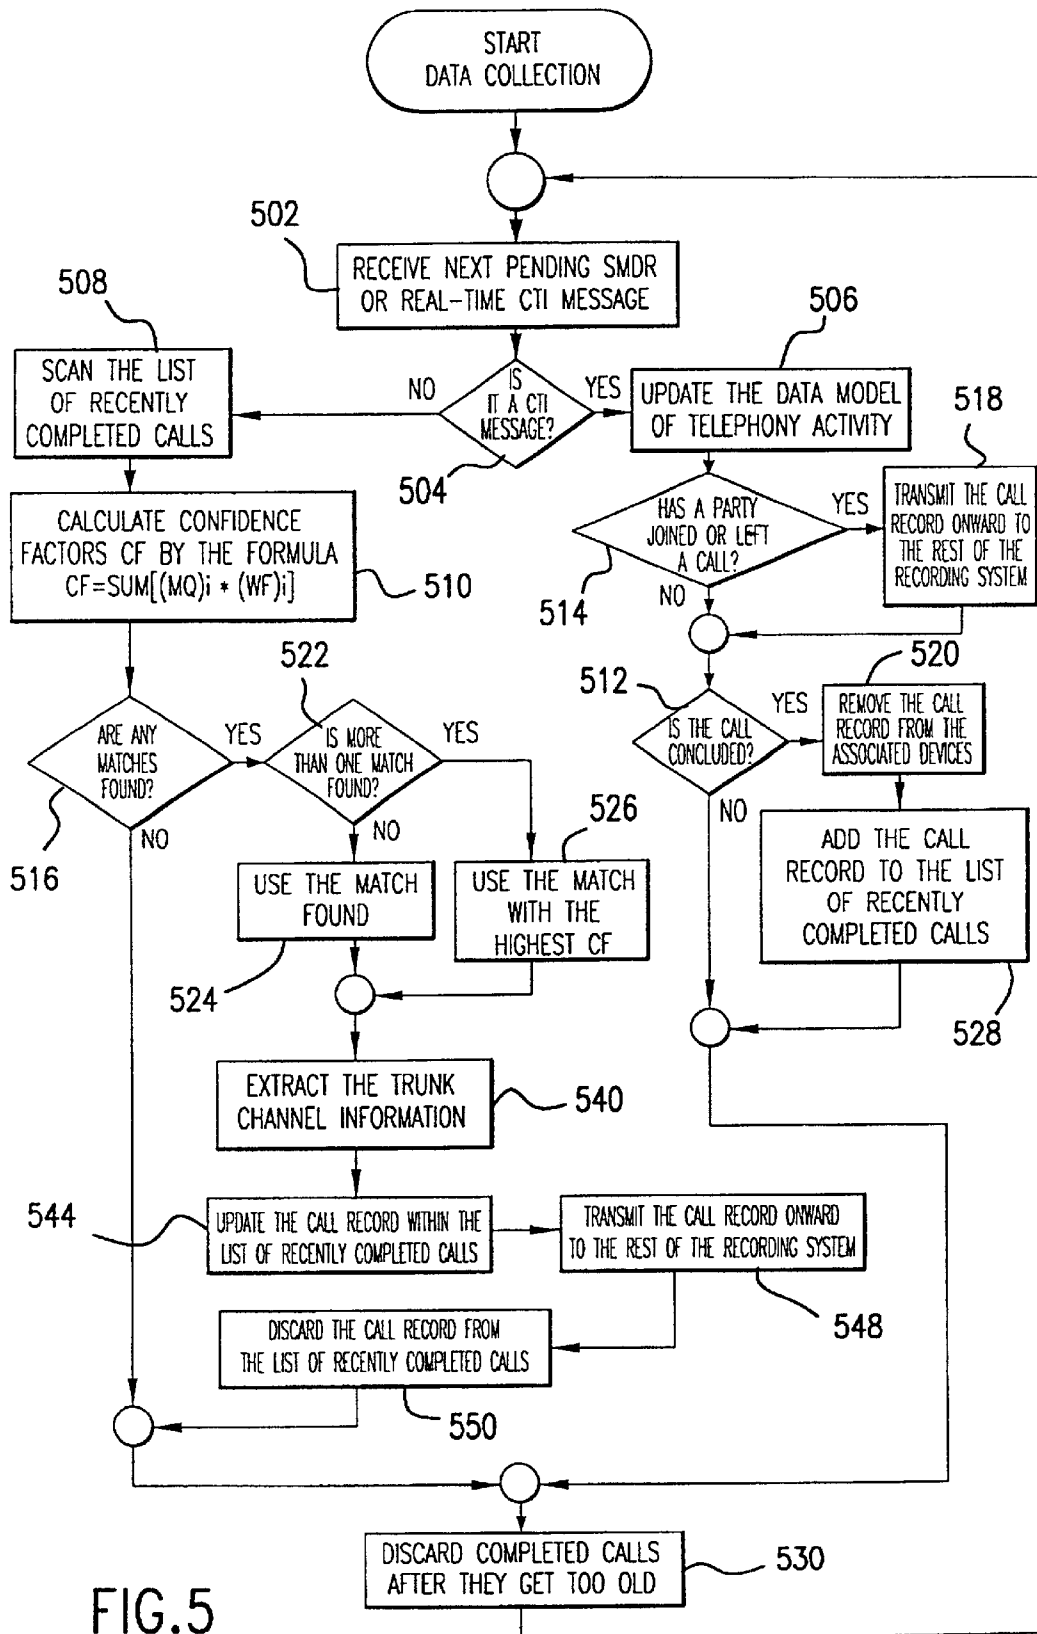 START
DATA COLLECTION
502
RECEIVE NEXT PENDING SMDR
OR REAL-TIME CTI MESSAGE
508
506
SCAN THE LIST
OF RECENTLY
COMPLETED CALLS
NO
IS
IT A CTI
MESSAGE?
YES
504
UPDATE THE DATA MODEL
OF TELEPHONY ACTIVITY
518
CALCULATE CONFIDENCE
FACTORS CF BY THE FORMULA
CF=SUM[(MQ)i * (WF)i]
510
HAS A PARTY
JOINED OR LEFT
A CALL?
YES
514
NO
TRANSMIT THE CALL
RECORD ONWARD TO
THE REST OF THE
RECORDING SYSTEM
522
512
520
ARE ANY
MATCHES
FOUND?
YES
516
NO
IS MORE
THAN ONE MATCH
FOUND?
YES
NO
IS THE CALL
CONCLUDED?
YES
NO
REMOVE THE CALL
RECORD FROM THE
ASSOCIATED DEVICES
526
USE THE MATCH
FOUND
524
USE THE MATCH
WITH THE
HIGHEST CF
ADD THE CALL
RECORD TO THE LIST
OF RECENTLY
COMPLETED CALLS
528
EXTRACT THE TRUNK
CHANNEL INFORMATION
540
544
UPDATE THE CALL RECORD WITHIN THE
LIST OF RECENTLY COMPLETED CALLS
TRANSMIT THE CALL RECORD ONWARD
TO THE REST OF THE RECORDING SYSTEM
548
DISCARD THE CALL RECORD FROM
THE LIST OF RECENTLY COMPLETED CALLS
550
DISCARD COMPLETED CALLS
AFTER THEY GET TOO OLD
530
FIG.5